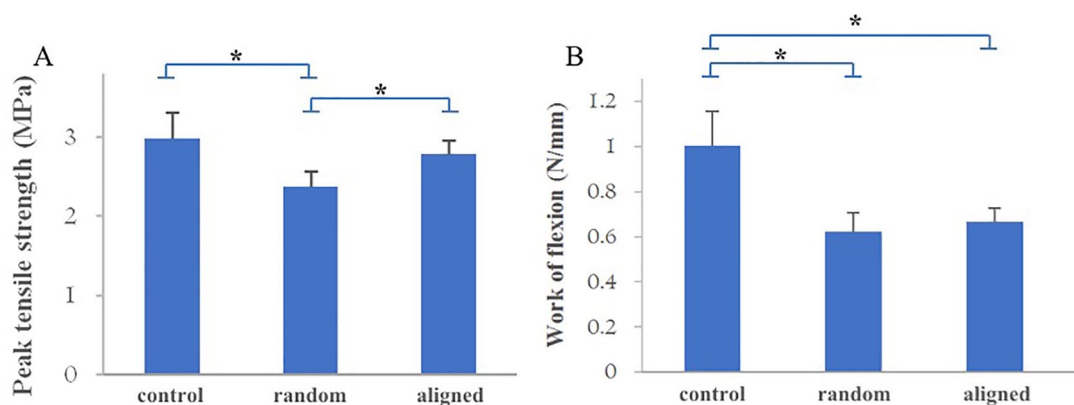 A
Peak tensile strength (MPa)
3
2
1
0
*
*
control random aligned
B
Work of flexion (N/mm)
1.2
1
0.8
0.6
0.4
0.2
0
*
*
control random aligned